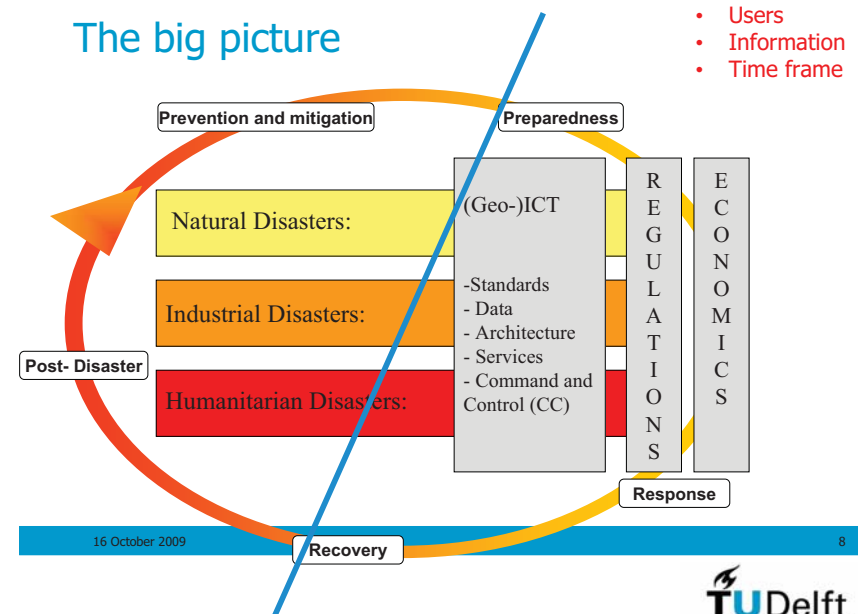 The big picture
• Users
• Information
• Time frame
Prevention and mitigation
Preparedness
Natural Disasters:
Industrial Disasters:
Humanitarian Disasters:
(Geo-)ICT
-Standards
- Data
- Architecture
- Services
- Command and
Control (CC)
REGULATIONS
ECONOMICS
Post- Disaster
Response
Recovery
16 October 2009
8
TUDelft